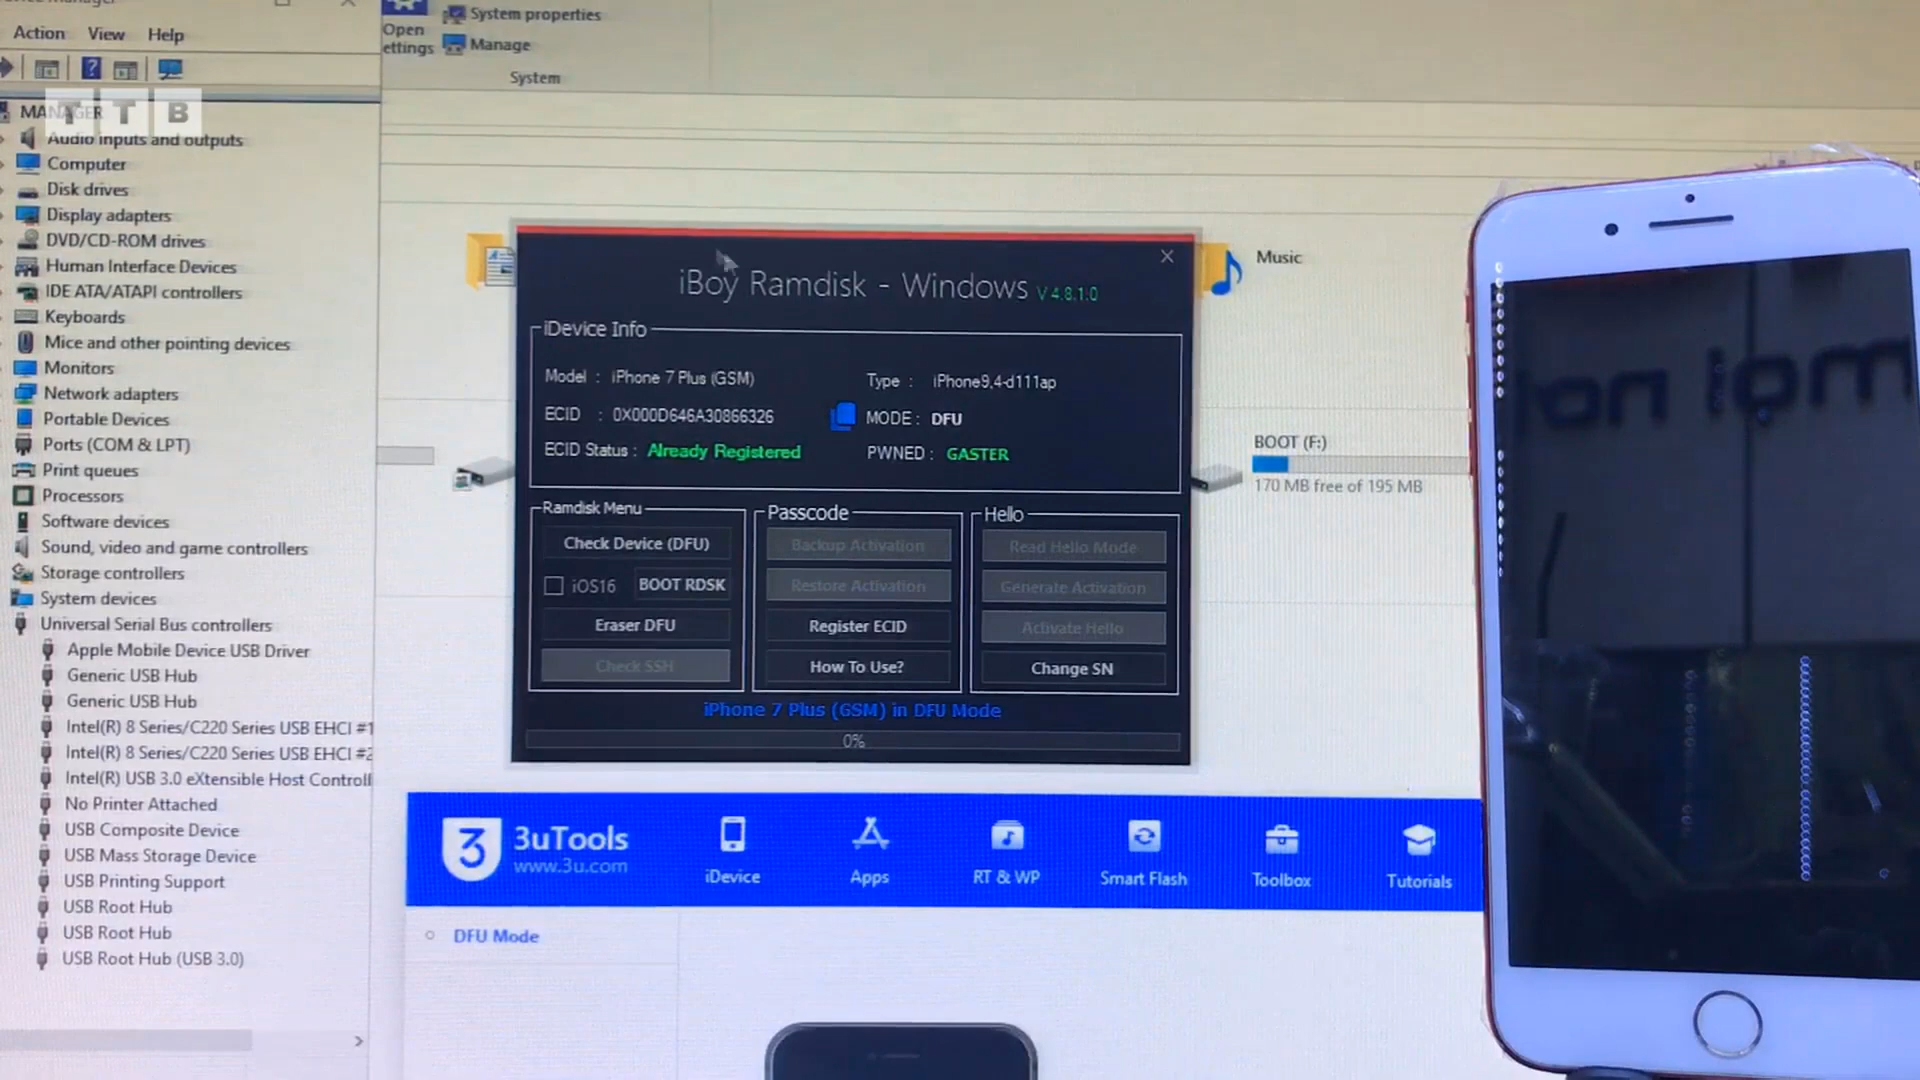 Action View Help
Open
ettings
System properties
Manage
System
TTB
MANAGER
Audio inputs and outputs
Computer
Disk drives
Display adapters
DVD/CD-ROM drives
Human Interface Devices
IDE ATA/ATAPI controllers
Keyboards
Mice and other pointing devices
Monitors
Network adapters
Portable Devices
Ports (COM & LPT)
Print queues
Processors
Software devices
Sound, video and game controllers
Storage controllers
System devices
Universal Serial Bus controllers
Apple Mobile Device USB Driver
Generic USB Hub
Generic USB Hub
Intel(R) 8 Series/C220 Series USB EHCI #1
Intel(R) 8 Series/C220 Series USB EHCI #2
Intel(R) USB 3.0 eXtensible Host Controll
No Printer Attached
USB Composite Device
USB Mass Storage Device
USB Printing Support
USB Root Hub
USB Root Hub
USB Root Hub (USB 3.0)
iBoy Ramdisk - Windows V 4.8.1.0
iDevice Info
Model : iPhone 7 Plus (GSM)
Type : iPhone9,4-d111ap
ECID : 0X000D646A30866326
MODE : DFU
ECID Status : Already Registered
PWNED : GASTER
Ramdisk Menu
Check Device (DFU)
iOS16 BOOT RDSK
Eraser DFU
Check SSH
Passcode
Backup Activation
Restore Activation
Register ECID
How To Use?
Hello
Read Hello Mode
Generate Activation
Activate Hello
Change SN
iPhone 7 Plus (GSM) in DFU Mode
0%
Music
BOOT (F:)
170 MB free of 195 MB
3 3uTools
www.3u.com
iDevice
Apps
RT & WP
Smart Flash
Toolbox
Tutorials
DFU Mode